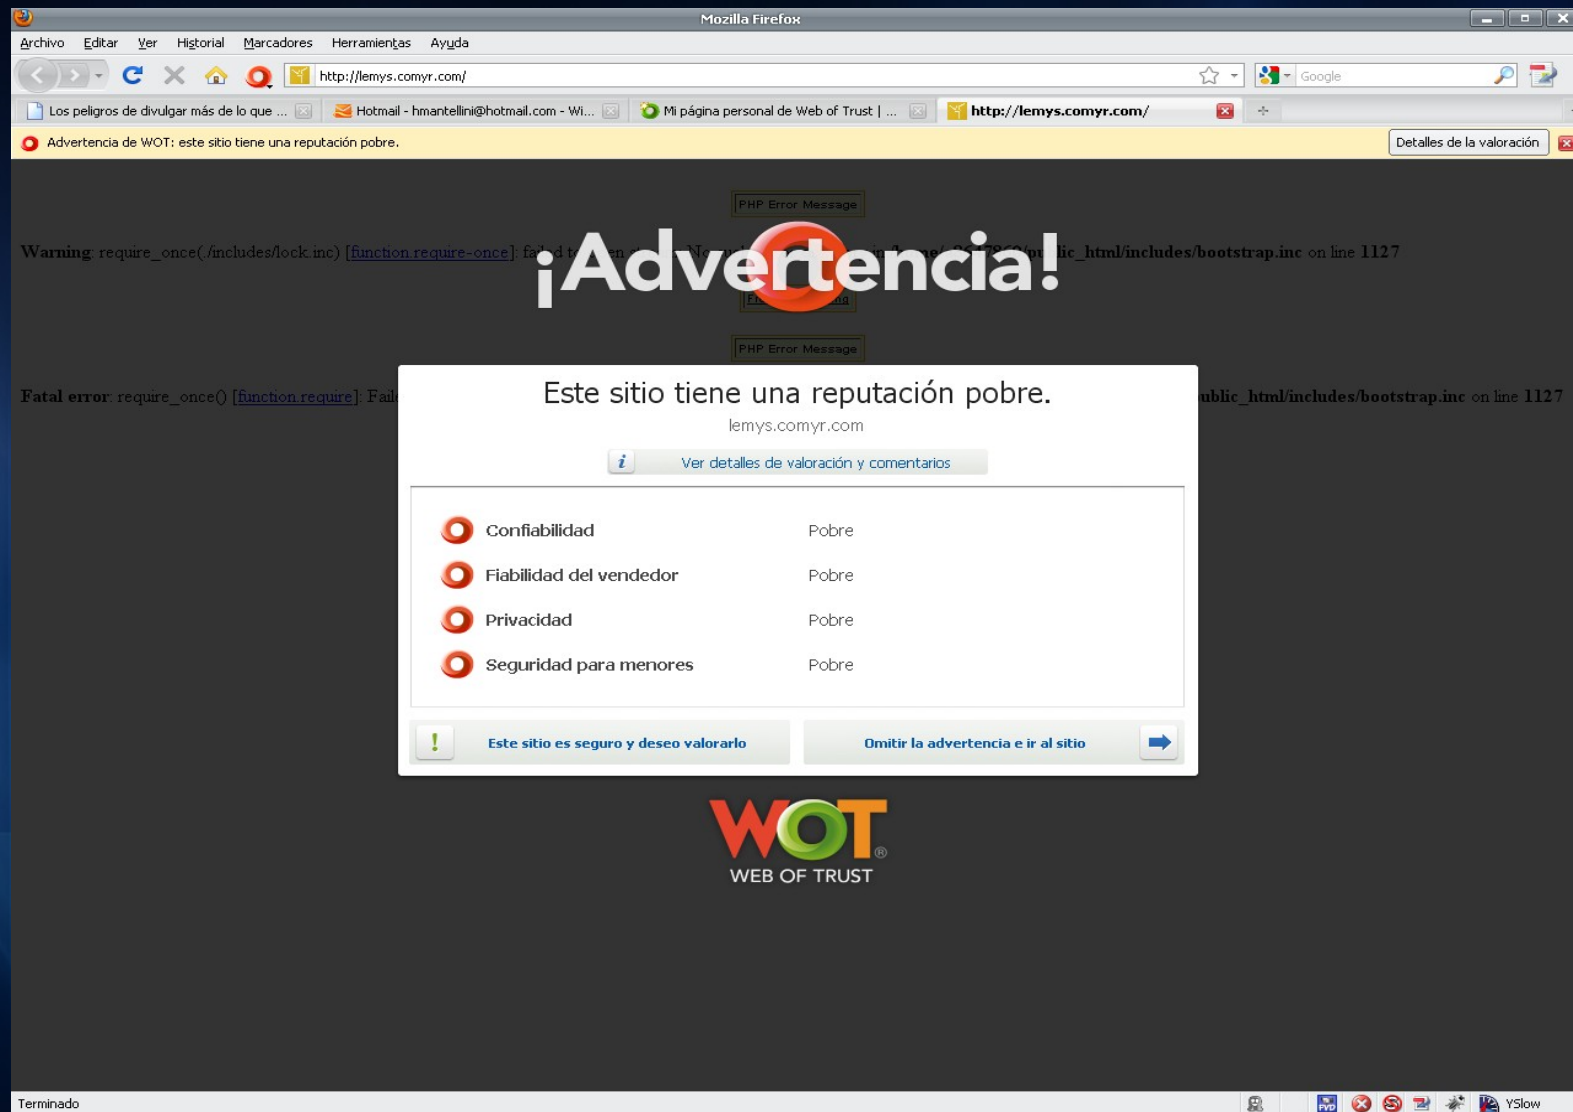 Mozilla Firefox
Archivo Editar Ver Historial Marcadores Herramientas Ayuda
http://lemys.comyr.com/ Google
Los peligros de divulgar más de lo que ... Hotmail - hmantellini@hotmail.com - Wi... Mi página personal de Web of Trust | ... http://lemys.comyr.com/
Advertencia de WOT: este sitio tiene una reputación pobre. Detalles de la valoración
PHP Error Message
Warning: require_once(./includes/lock.inc) [function.require-once]: failed to open public_html/includes/bootstrap.inc on line 1127
¡Advertencia!
PHP Error Message
Fatal error: require_once() [function.require]: public_html/includes/bootstrap.inc on line 1127
Este sitio tiene una reputación pobre.
lemys.comyr.com
i Ver detalles de valoración y comentarios
Confiabilidad Pobre
Fiabilidad del vendedor Pobre
Privacidad Pobre
Seguridad para menores Pobre
! Este sitio es seguro y deseo valorarlo Omitir la advertencia e ir al sitio
WOT®
WEB OF TRUST
Terminado PVD YSlow